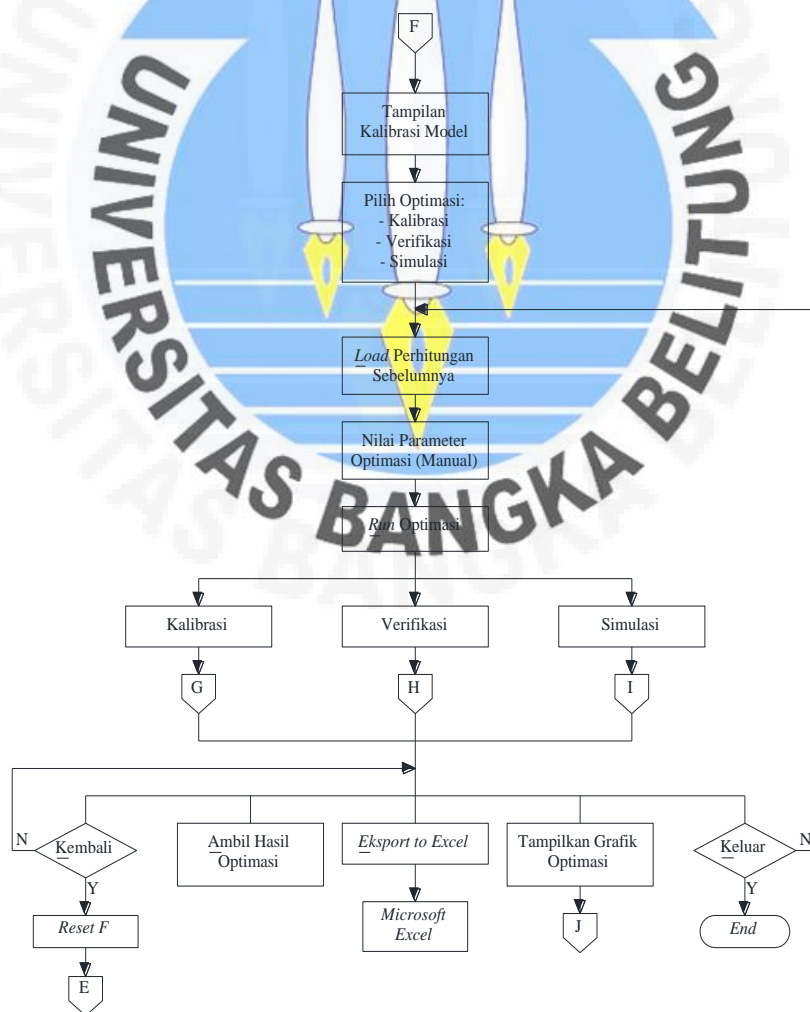 F
Tampilan
Kalibrasi Model
Pilih Optimasi:
- Kalibrasi
- Verifikasi
- Simulasi
Load Perhitungan
Sebelumnya
Nilai Parameter
Optimasi (Manual)
Run Optimasi
UNIVERSITAS BANGKA BELITUNG
Kalibrasi
Verifikasi
Simulasi
G
H
I
N
Kembali
Ambil Hasil
Optimasi
Eksport to Excel
Tampilkan Grafik
Optimasi
Keluar
N
Y
Reset F
E
Microsoft
Excel
J
Y
End